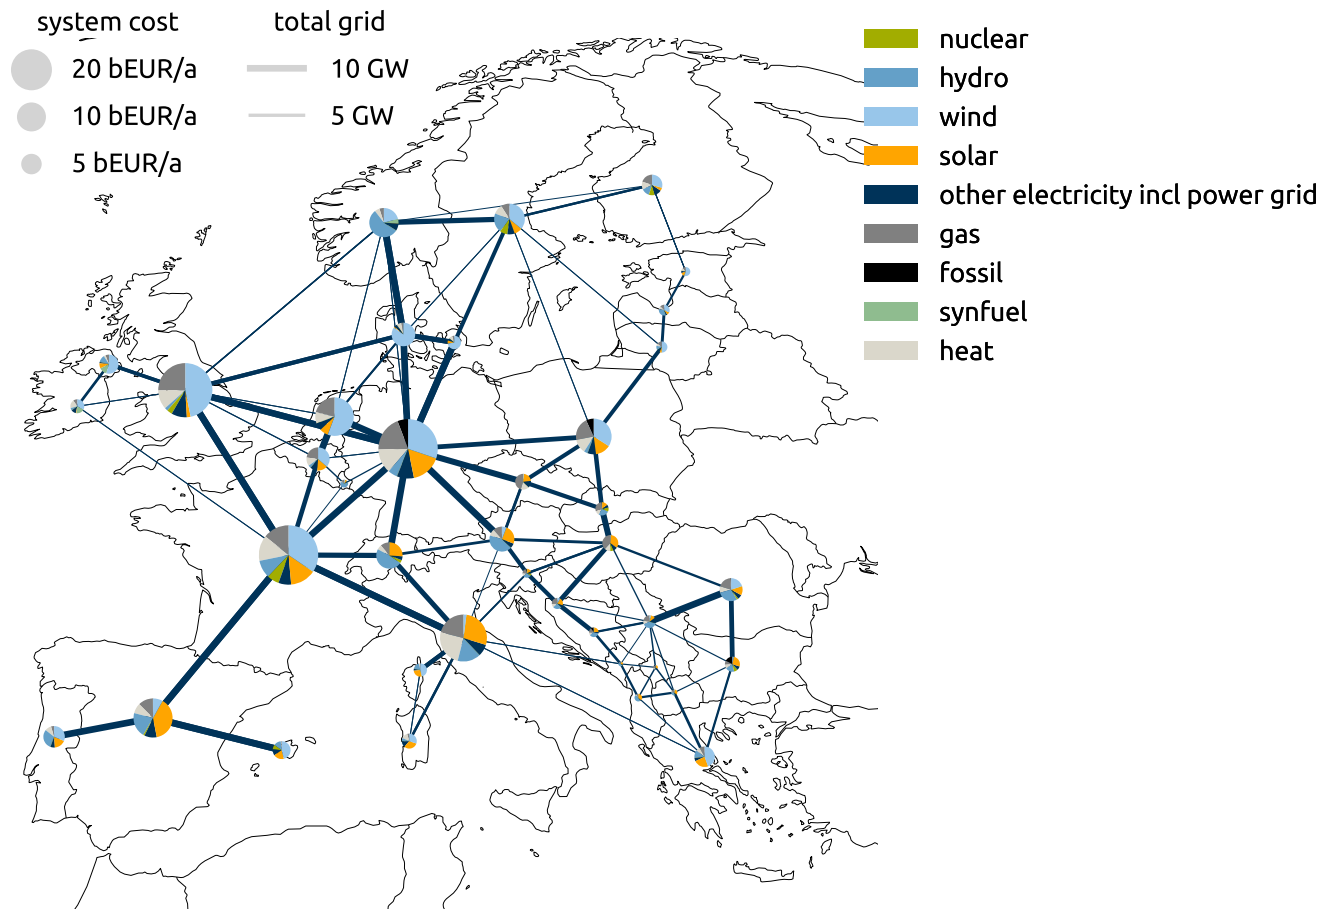 system cost
20 bEUR/a
10 bEUR/a
5 bEUR/a
total grid
10 GW
5 GW
nuclear
hydro
wind
solar
other electricity incl power grid
gas
fossil
synfuel
heat